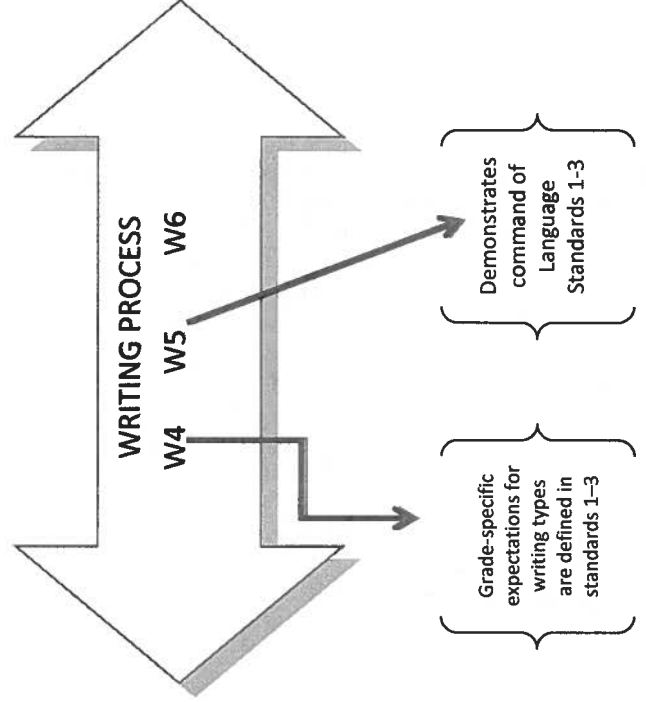 WRITING PROCESS
W4 W5 W6
Grade-specific
expectations for
writing types
are defined in
standards 1–3
Demonstrates
command of
Language
Standards 1-3